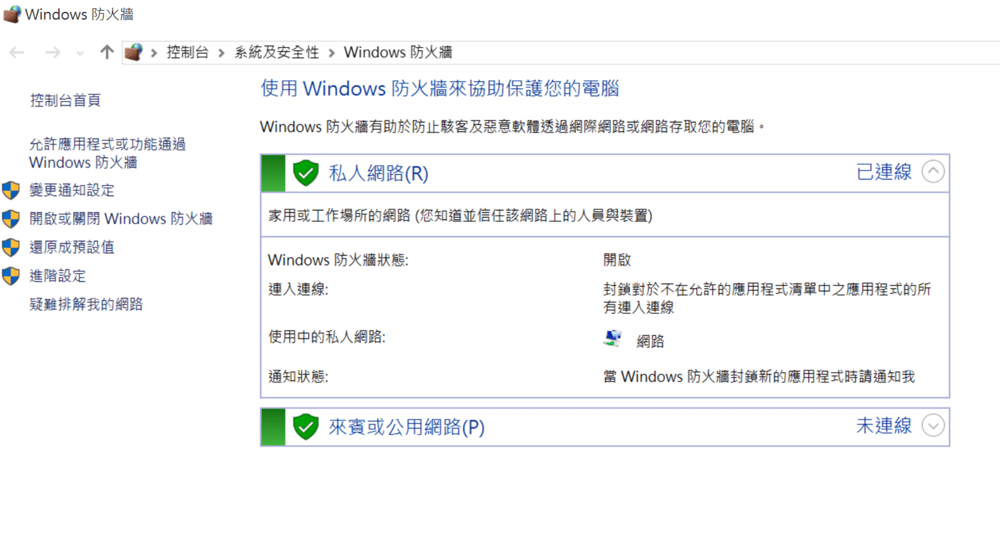 Windows 防火牆
控制台 系統及安全性 Windows 防火牆
控制台首頁
允許應用程式或功能通過
Windows 防火牆
變更通知設定
開啟或關閉 Windows 防火牆
還原成預設值
進階設定
疑難排解我的網路
使用 Windows 防火牆來協助保護您的電腦
Windows 防火牆有助於防止駭客及惡意軟體透過網際網路或網路存取您的電腦。
私人網路(R) 已連線
家用或工作場所的網路 (您知道並信任該網路上的人員與裝置)
Windows 防火牆狀態: 開啟
連入連線: 封鎖對於不在允許的應用程式清單中之應用程式的所
有連入連線
使用中的私人網路: 網路
通知狀態: 當 Windows 防火牆封鎖新的應用程式時請通知我
來賓或公用網路(P) 未連線